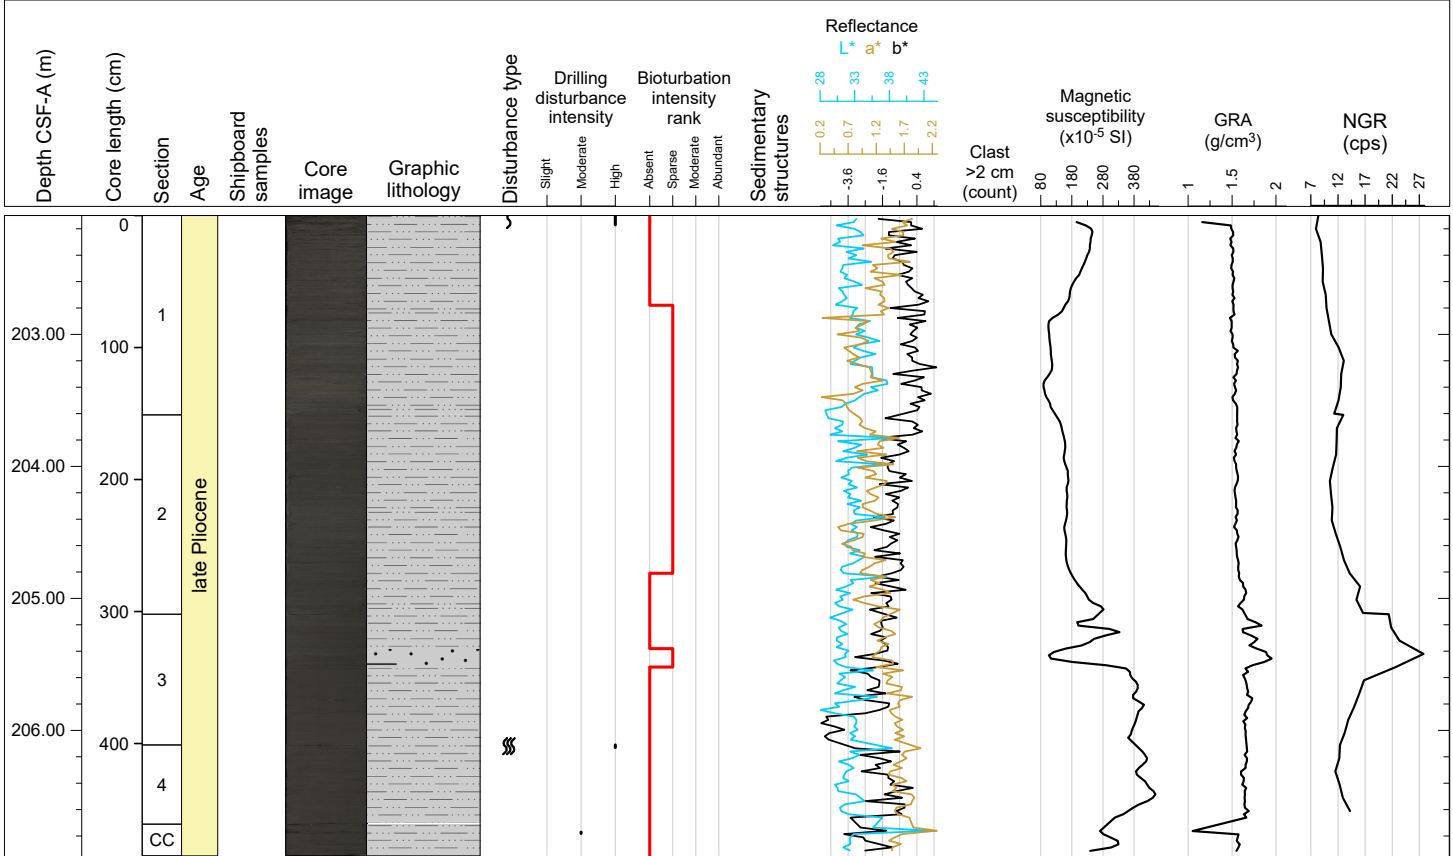 Depth CSF-A (m)
Core length (cm)
Section
Age
Shipboard
samples
Core
image
Graphic
lithology
Disturbance type
Drilling
disturbance
intensity
Slight
Moderate
High
Bioturbation
intensity
rank
Absent
Sparse
Moderate
Abundant
Sedimentary
structures
Reflectance
L* a* b*
28 33 38 43
0.2 0.7 1.2 1.7 2.2
-3.6 -1.6 0.4
Clast
>2 cm
(count)
Magnetic
susceptibility
(x10-5 SI)
80 180 280 380
GRA
(g/cm3)
1 1.5 2
NGR
(cps)
7 12 17 22 27
0
1
203.00
100
204.00
200
2
late Pliocene
205.00
300
3
206.00
400
4
CC